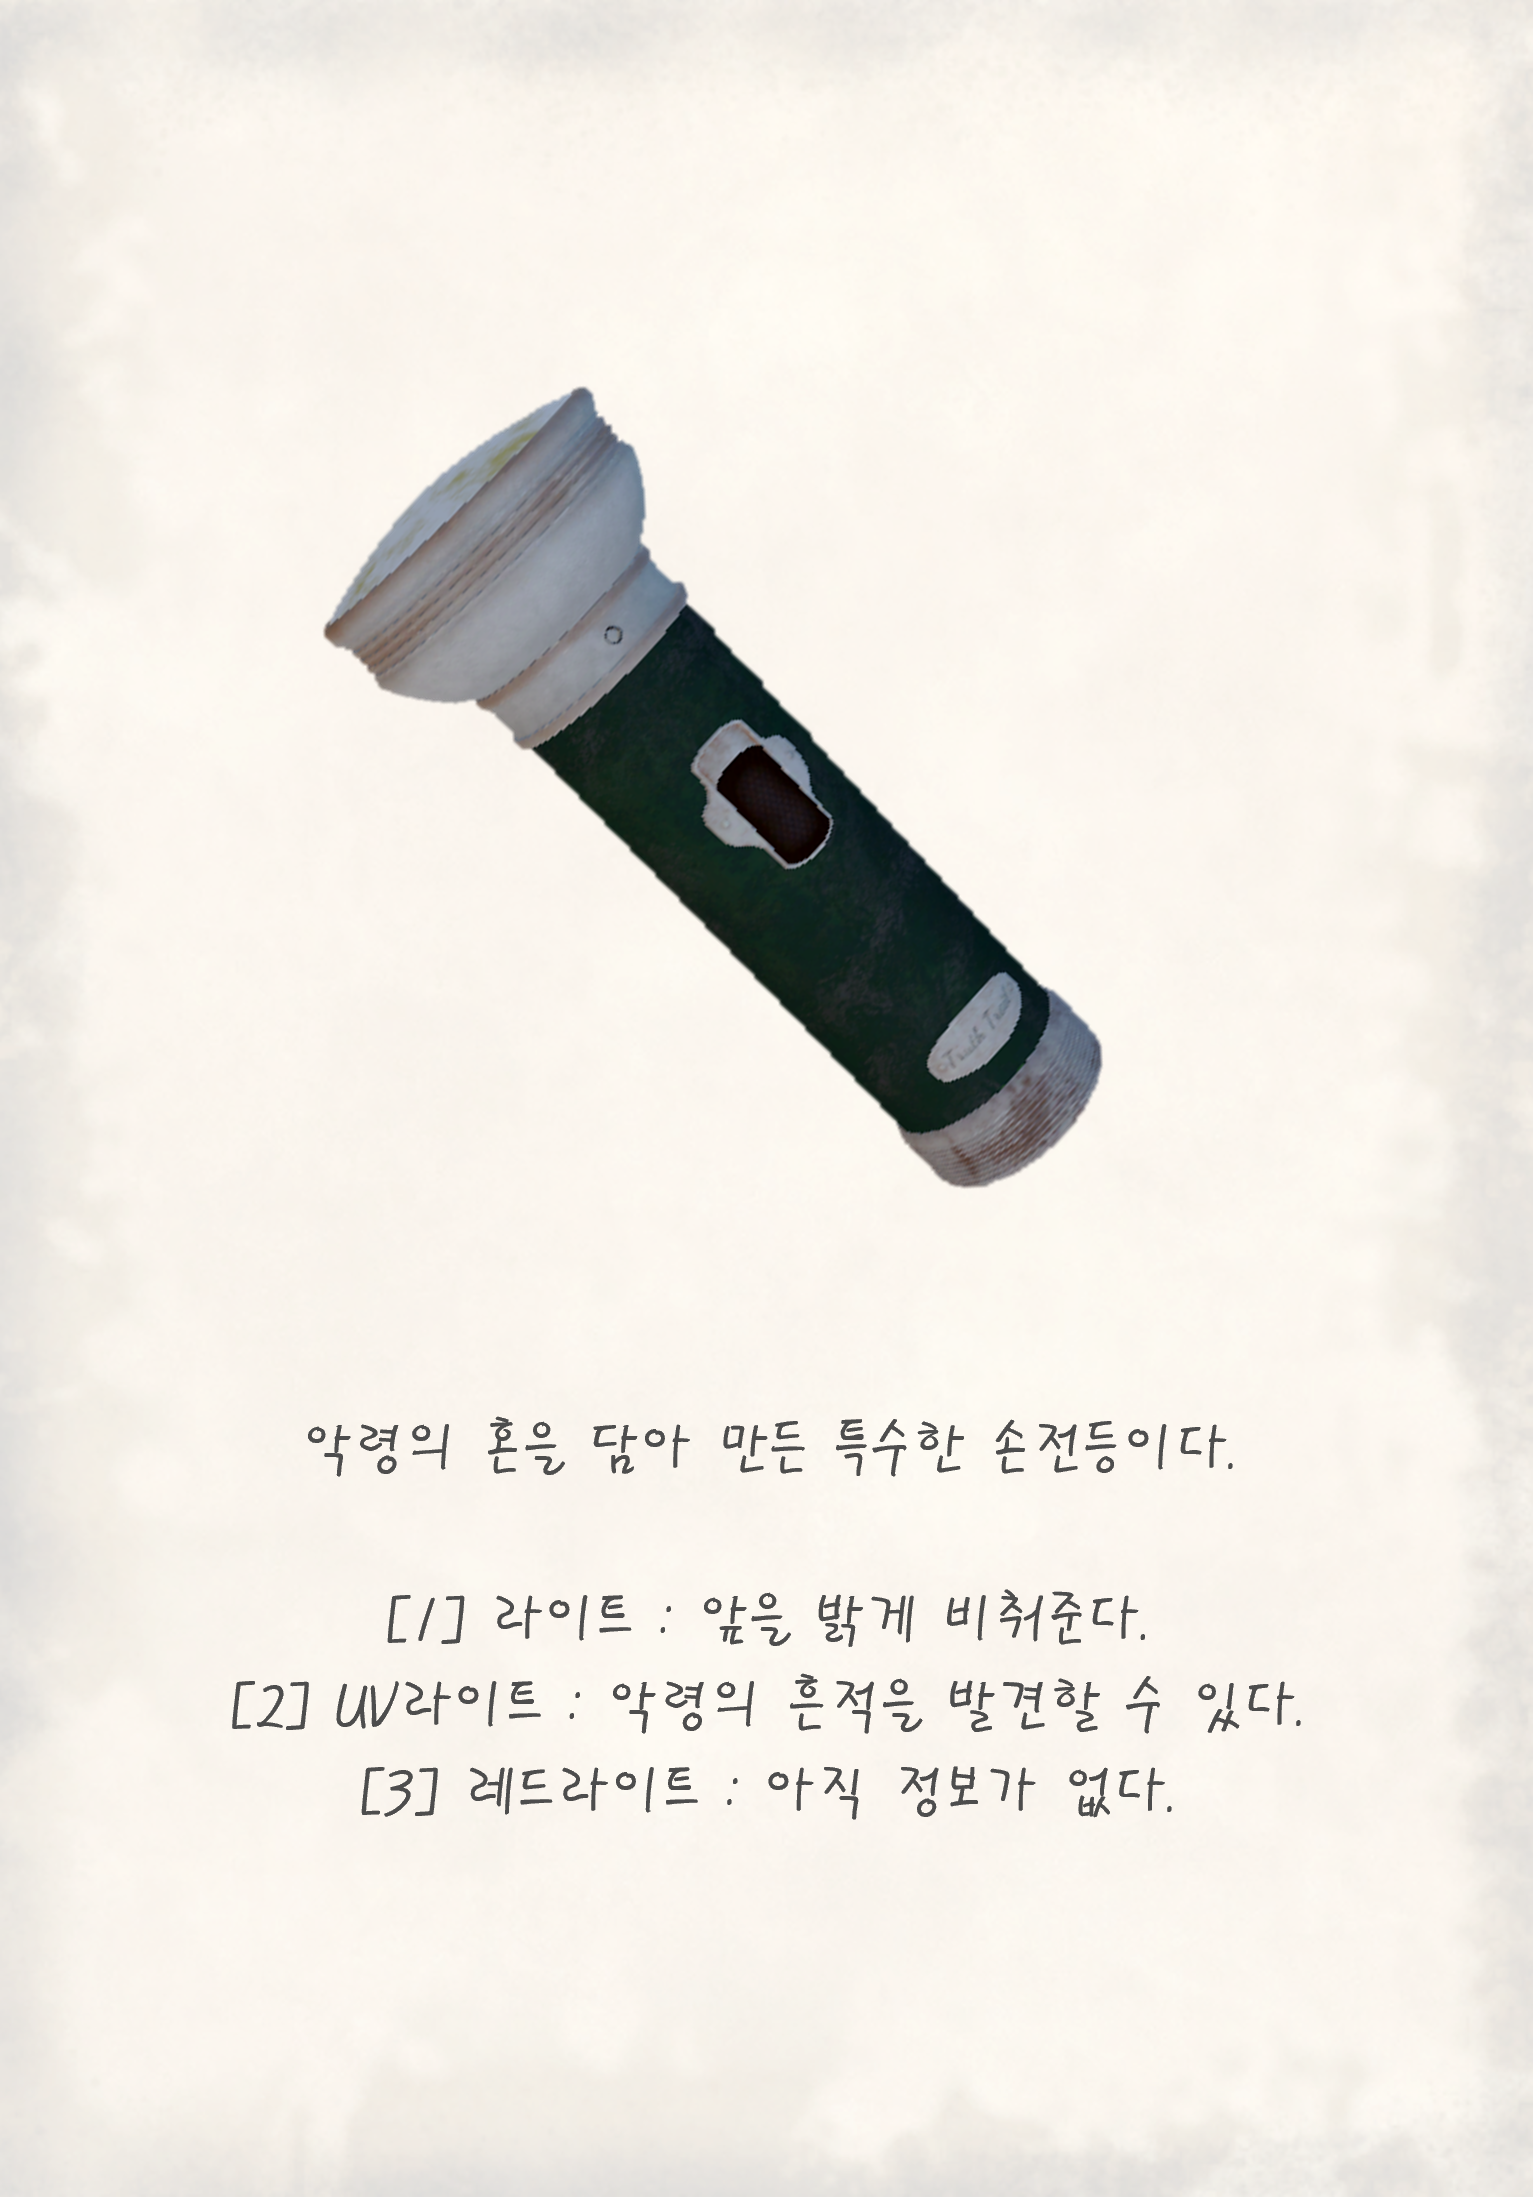 악령의 혼을 담아 만든 특수한 손전등이다.
[1] 라이트 : 앞을 밝게 비춰준다.
[2] UV라이트 : 악령의 흔적을 발견할 수 있다.
[3] 레드라이트 : 아직 정보가 없다.